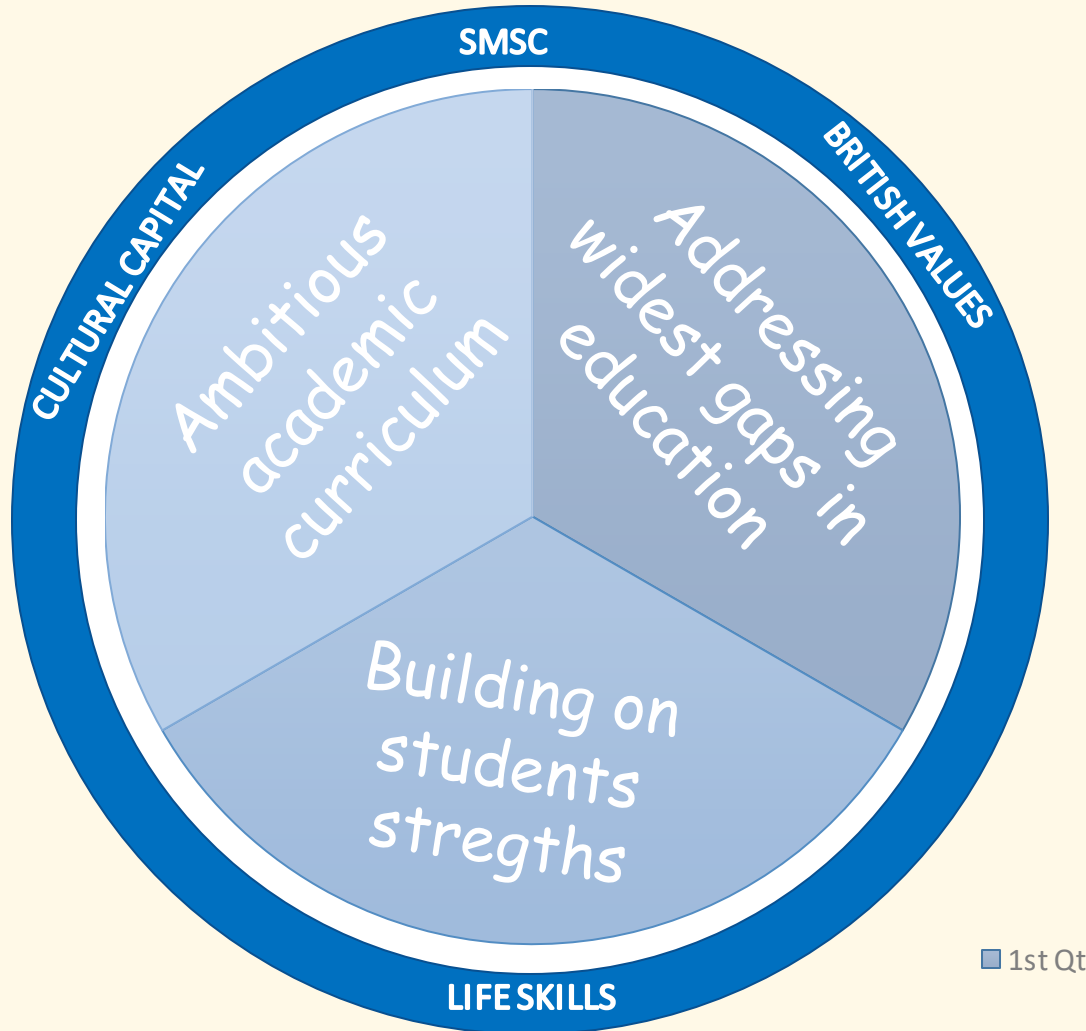 SMSC
CULTURAL CAPITAL
BRITISH VALUES
Ambitious
academic
curriculum
Addressing
widest gaps in
education
Building on
students
stregths
LIFE SKILLS
1st Qt